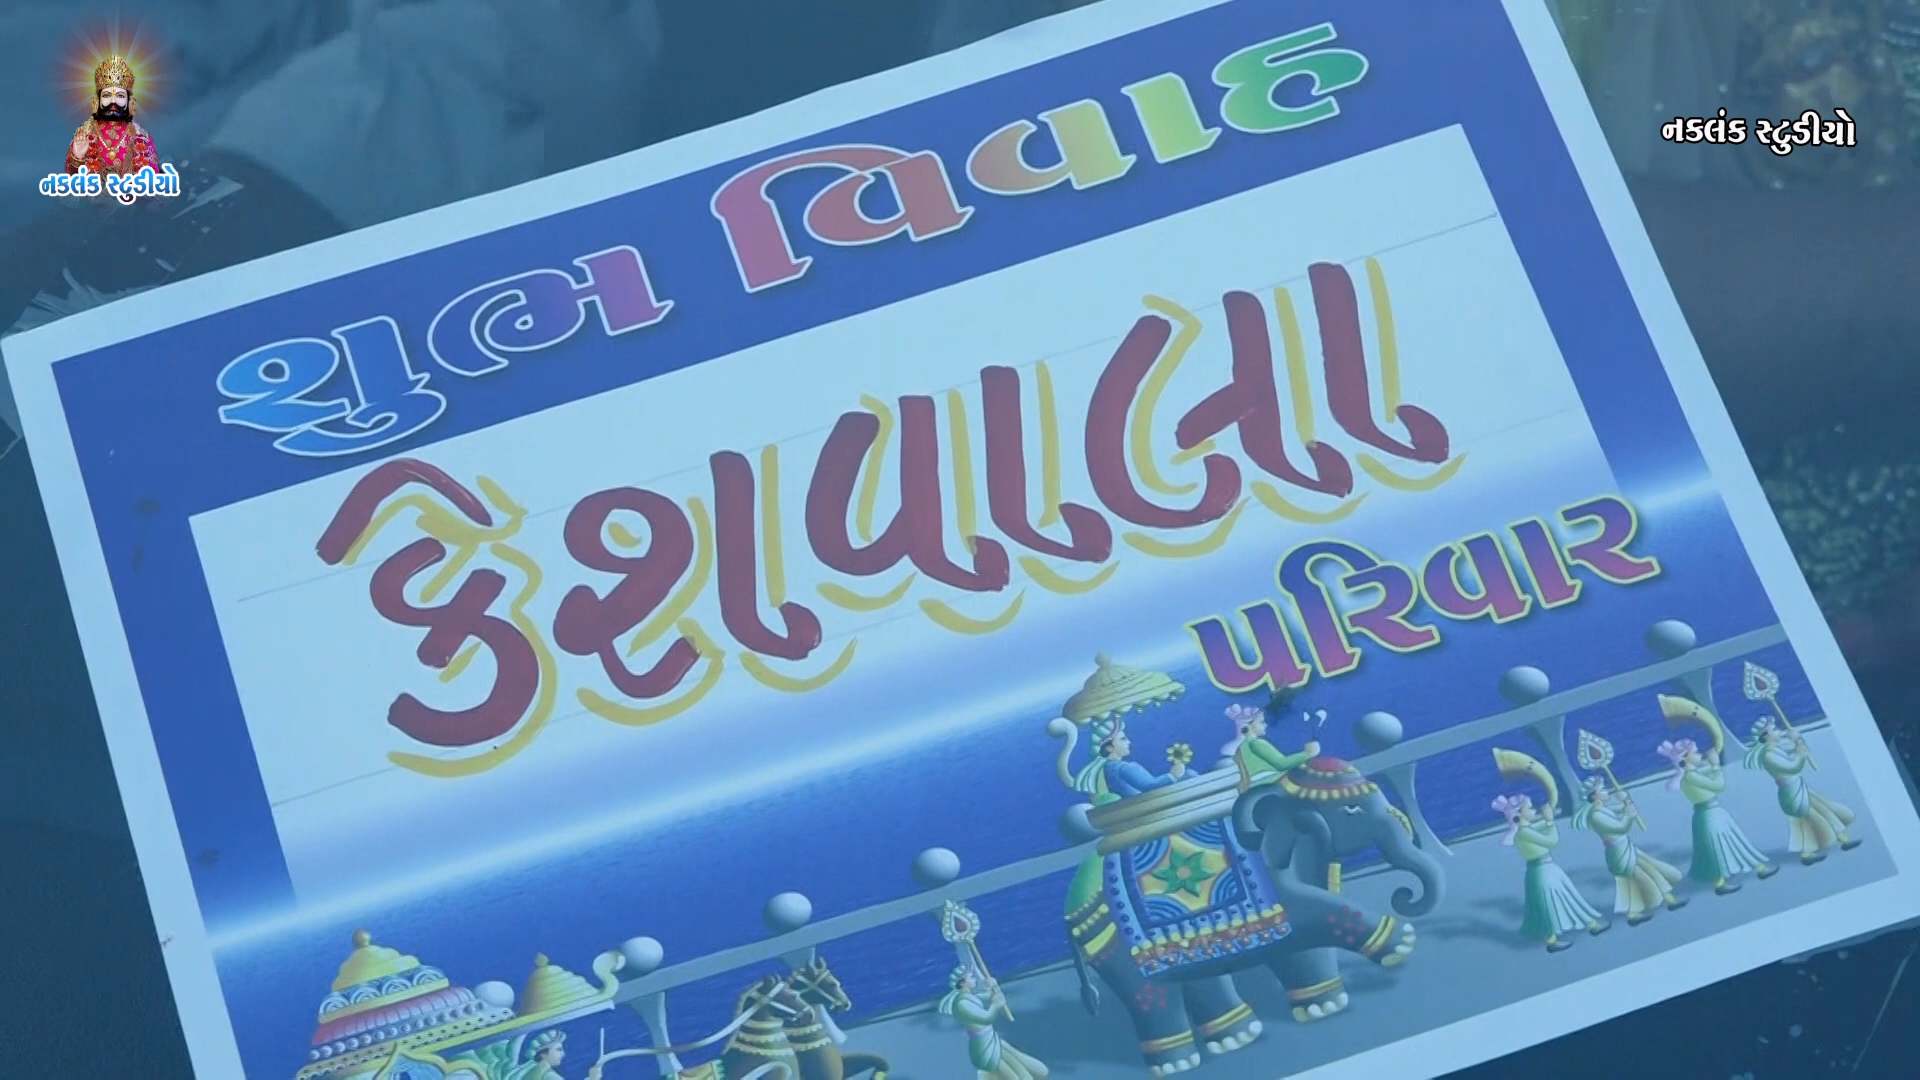 નકલંક સ્ટુડીયો
નકલંક સ્ટુડીયો
શુભ વિવાહ
કેશવાલા
પરિવાર